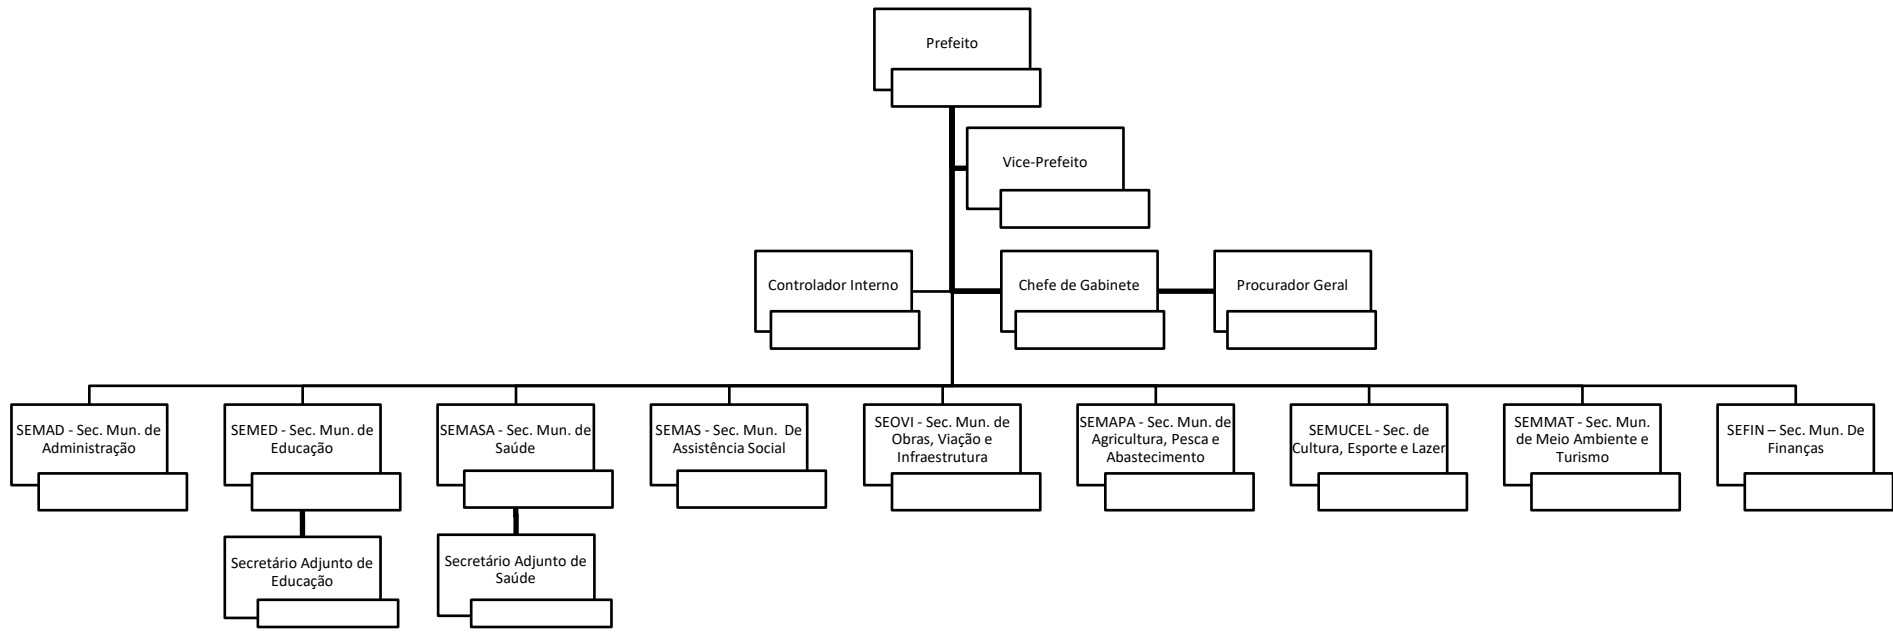 Prefeito
Vice-Prefeito
Controlador Interno
Chefe de Gabinete
Procurador Geral
SEMAD - Sec. Mun. de
Administração
SEMED - Sec. Mun. de
Educação
SEMASA - Sec. Mun. de
Saúde
SEMAS - Sec. Mun. De
Assistência Social
SEOVI - Sec. Mun. de
Obras, Viação e
Infraestrutura
SEMAPA - Sec. Mun. de
Agricultura, Pesca e
Abastecimento
SEMUCEL - Sec. de
Cultura, Esporte e Lazer
SEMMAT - Sec. Mun.
de Meio Ambiente e
Turismo
SEFIN – Sec. Mun. De
Finanças
Secretário Adjunto de
Educação
Secretário Adjunto de
Saúde